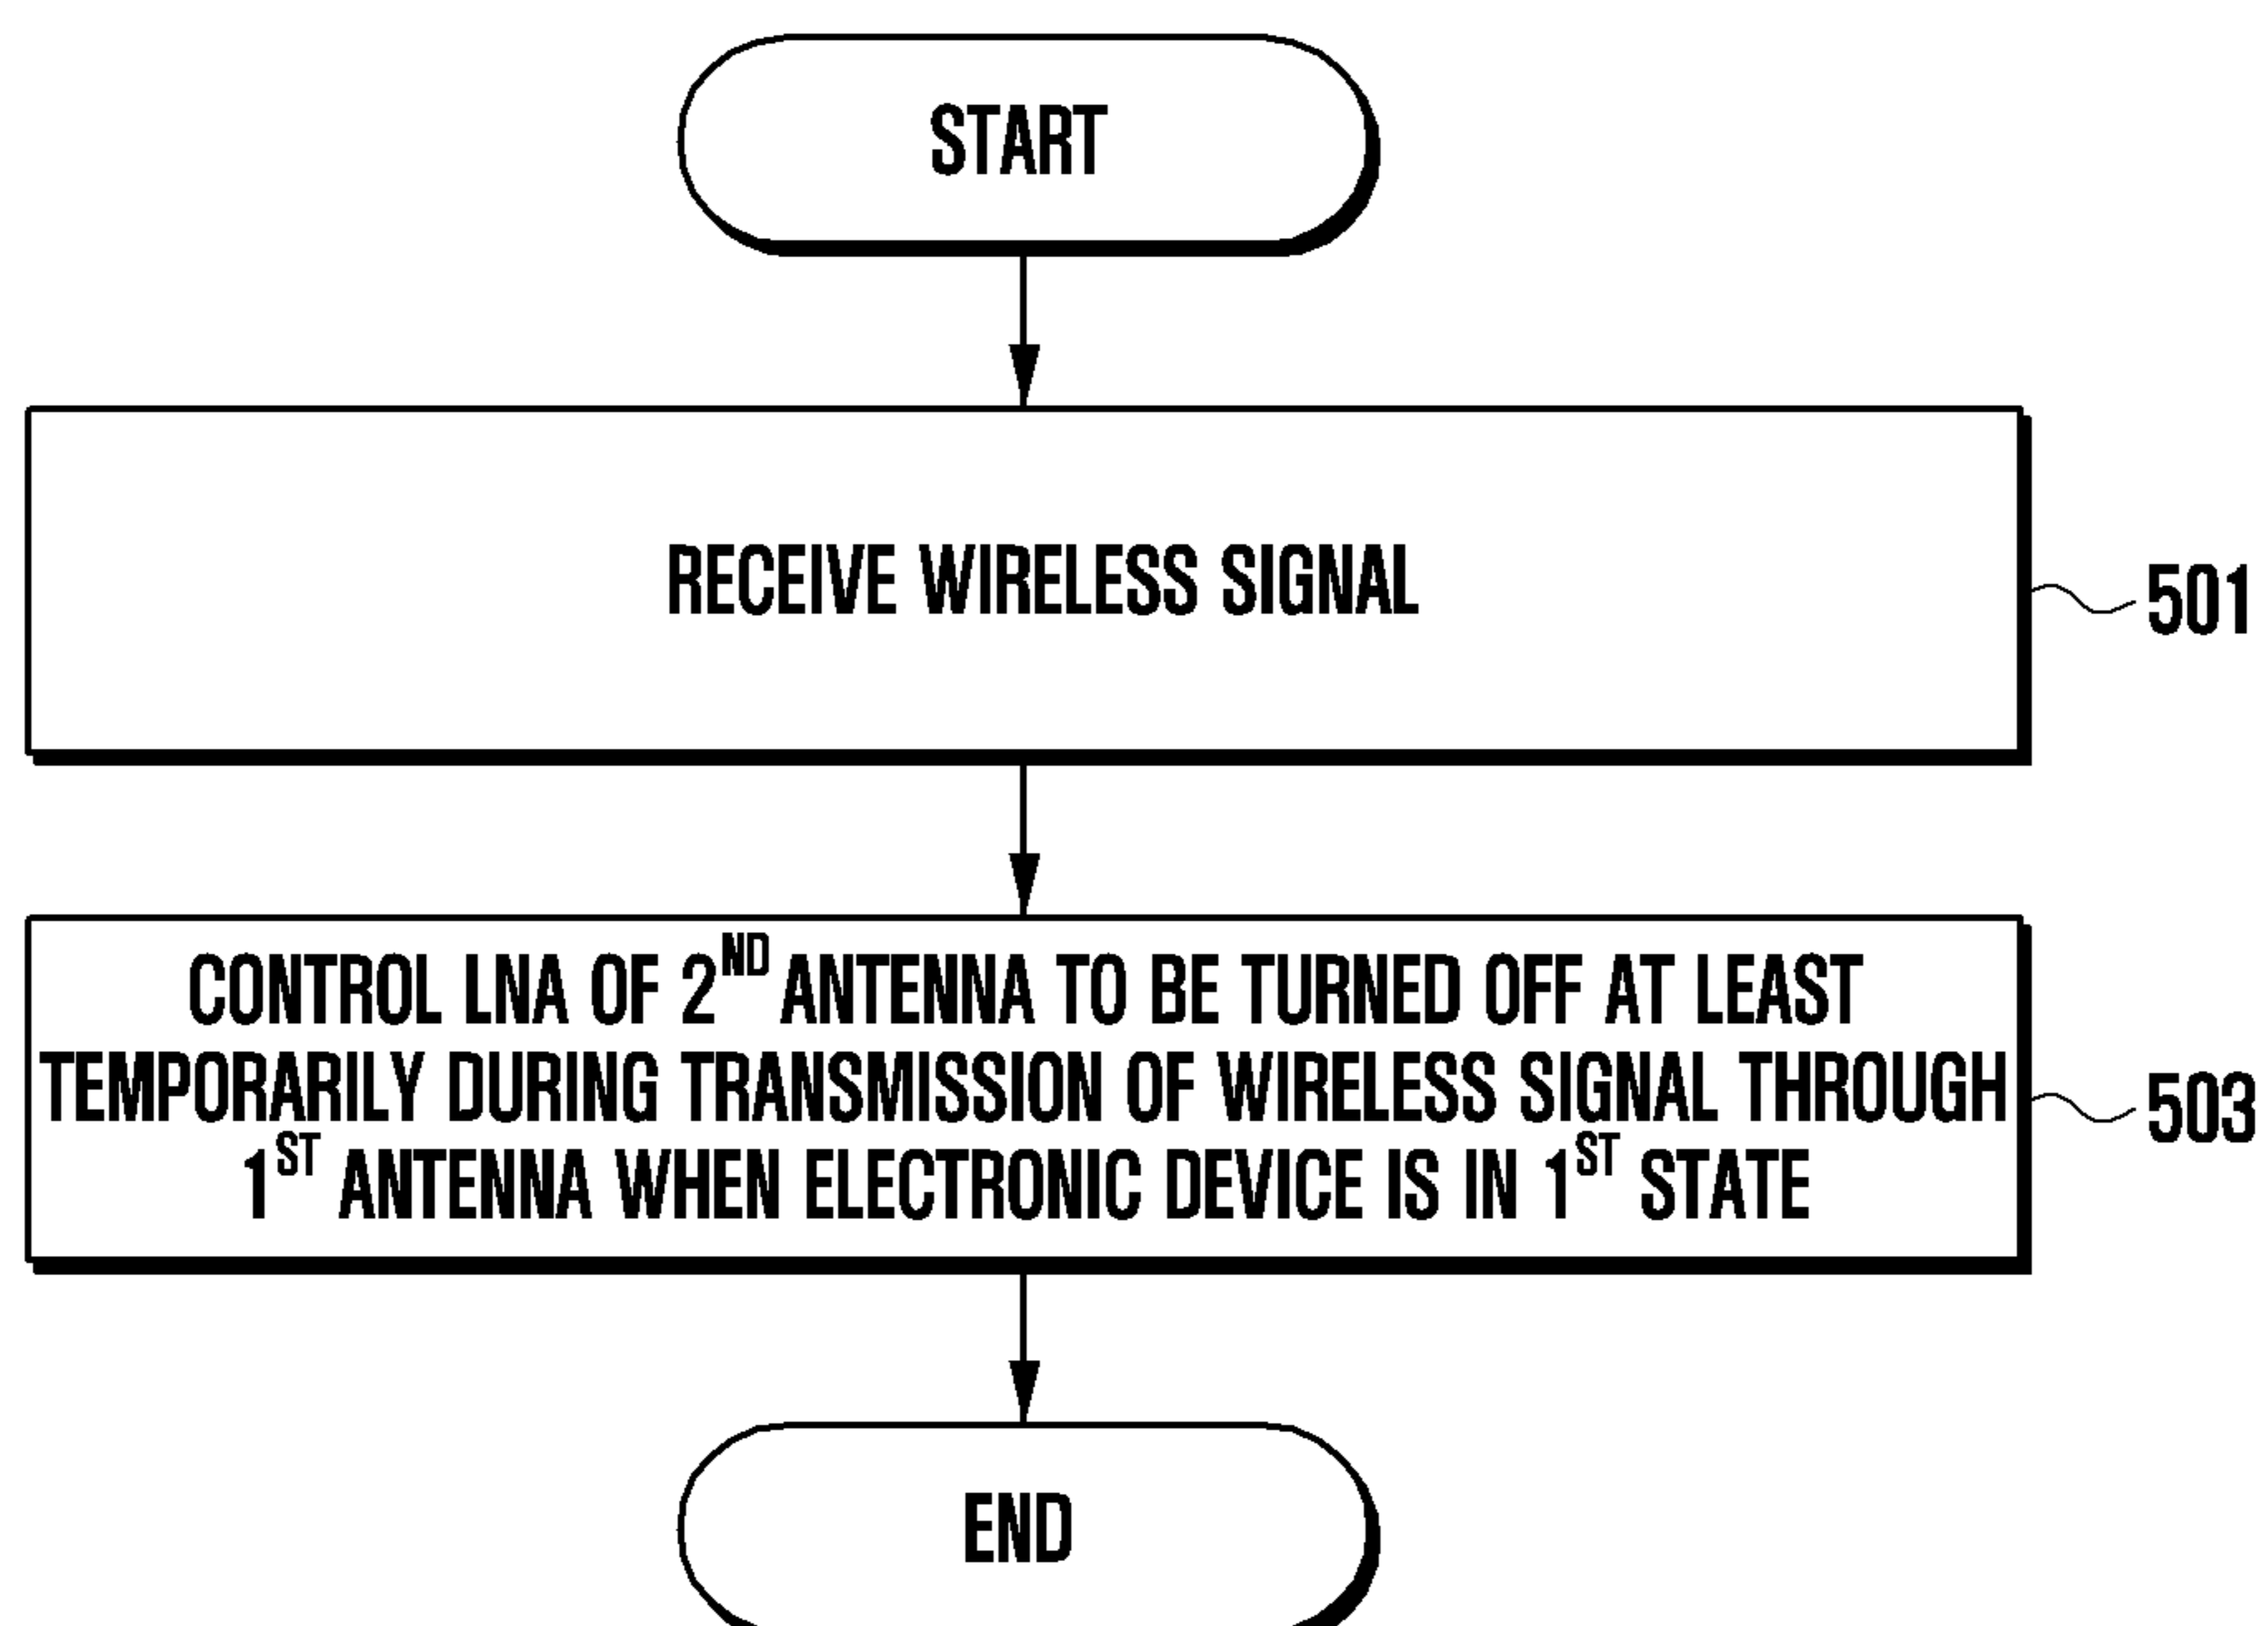 START
RECEIVE WIRELESS SIGNAL
501
CONTROL LNA OF 2ND ANTENNA TO BE TURNED OFF AT LEAST
TEMPORARILY DURING TRANSMISSION OF WIRELESS SIGNAL THROUGH
1ST ANTENNA WHEN ELECTRONIC DEVICE IS IN 1ST STATE
503
END